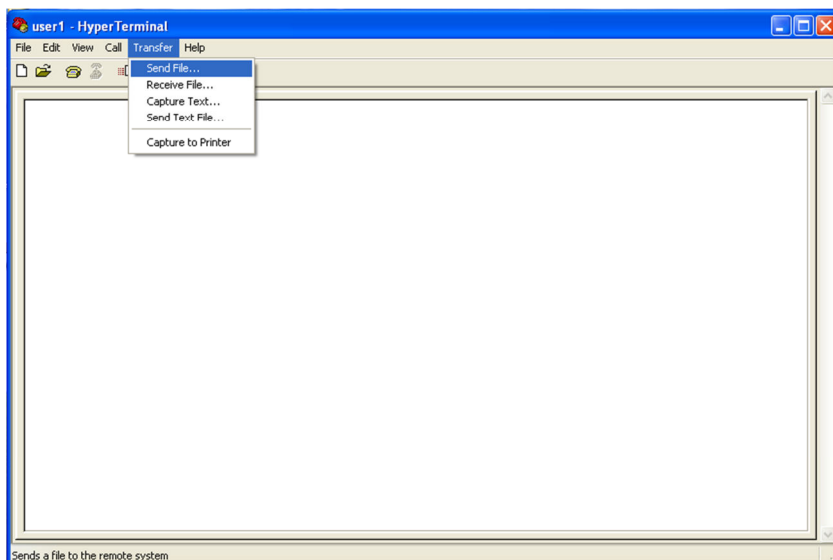 user1 - HyperTerminal
File Edit View Call Transfer Help
Send File...
Receive File...
Capture Text...
Send Text File...
Capture to Printer
Sends a file to the remote system